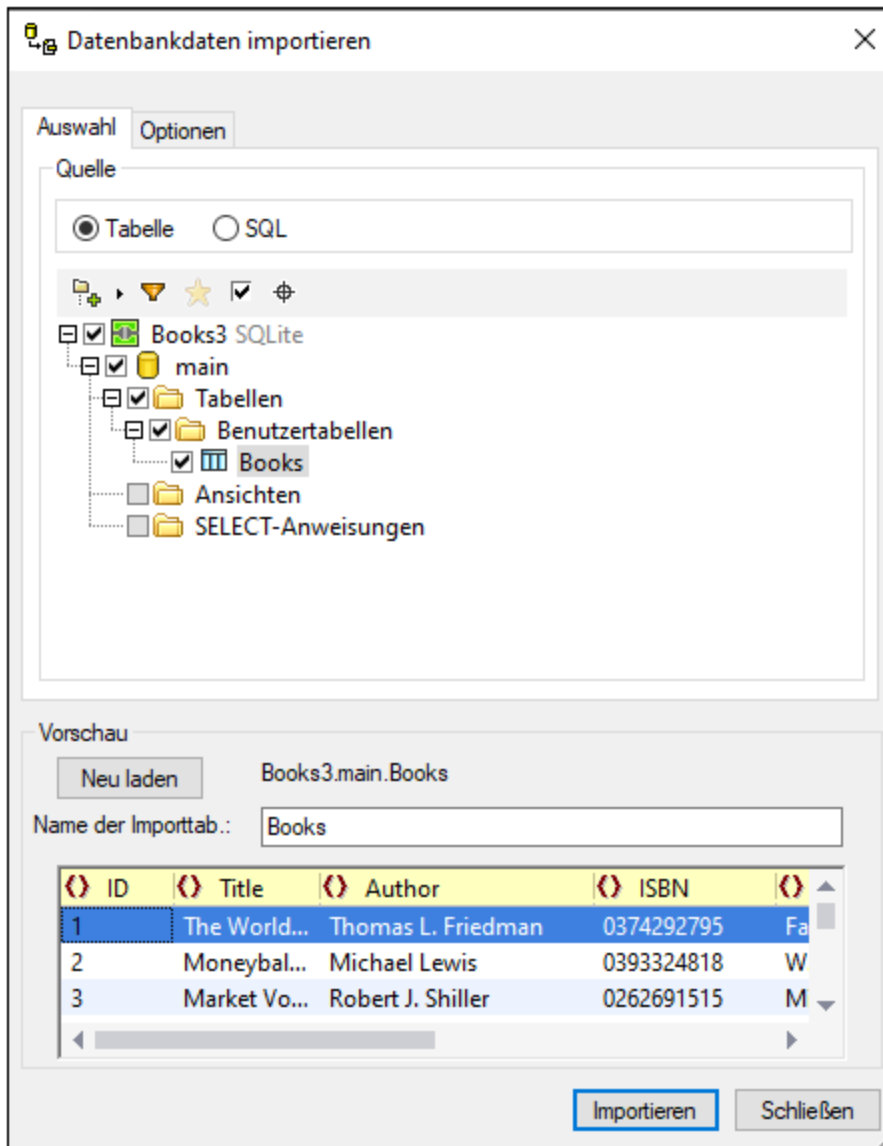 Datenbankdaten importieren
Auswahl Optionen
Quelle
Tabelle SQL
Books3 SQLite
main
Tabellen
Benutzertabellen
Books
Ansichten
SELECT-Anweisungen
Vorschau
Neu laden Books3.main.Books
Name der Importtab.: Books
ID Title Author ISBN
1 The World... Thomas L. Friedman 0374292795 Fa
2 Moneybal... Michael Lewis 0393324818 W
3 Market Vo... Robert J. Shiller 0262691515 M
Importieren Schließen